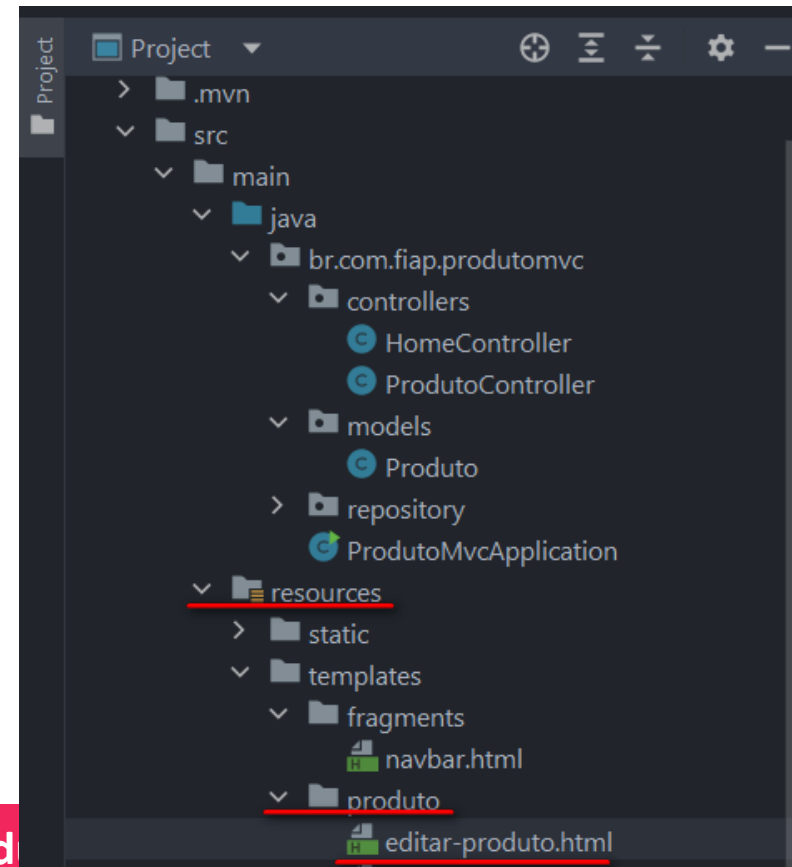 Project
Project
.mvn
src
main
java
br.com.fiap.produtomvc
controllers
HomeController
ProdutoController
models
Produto
repository
ProdutoMvcApplication
resources
static
templates
fragments
navbar.html
produto
editar-produto.html